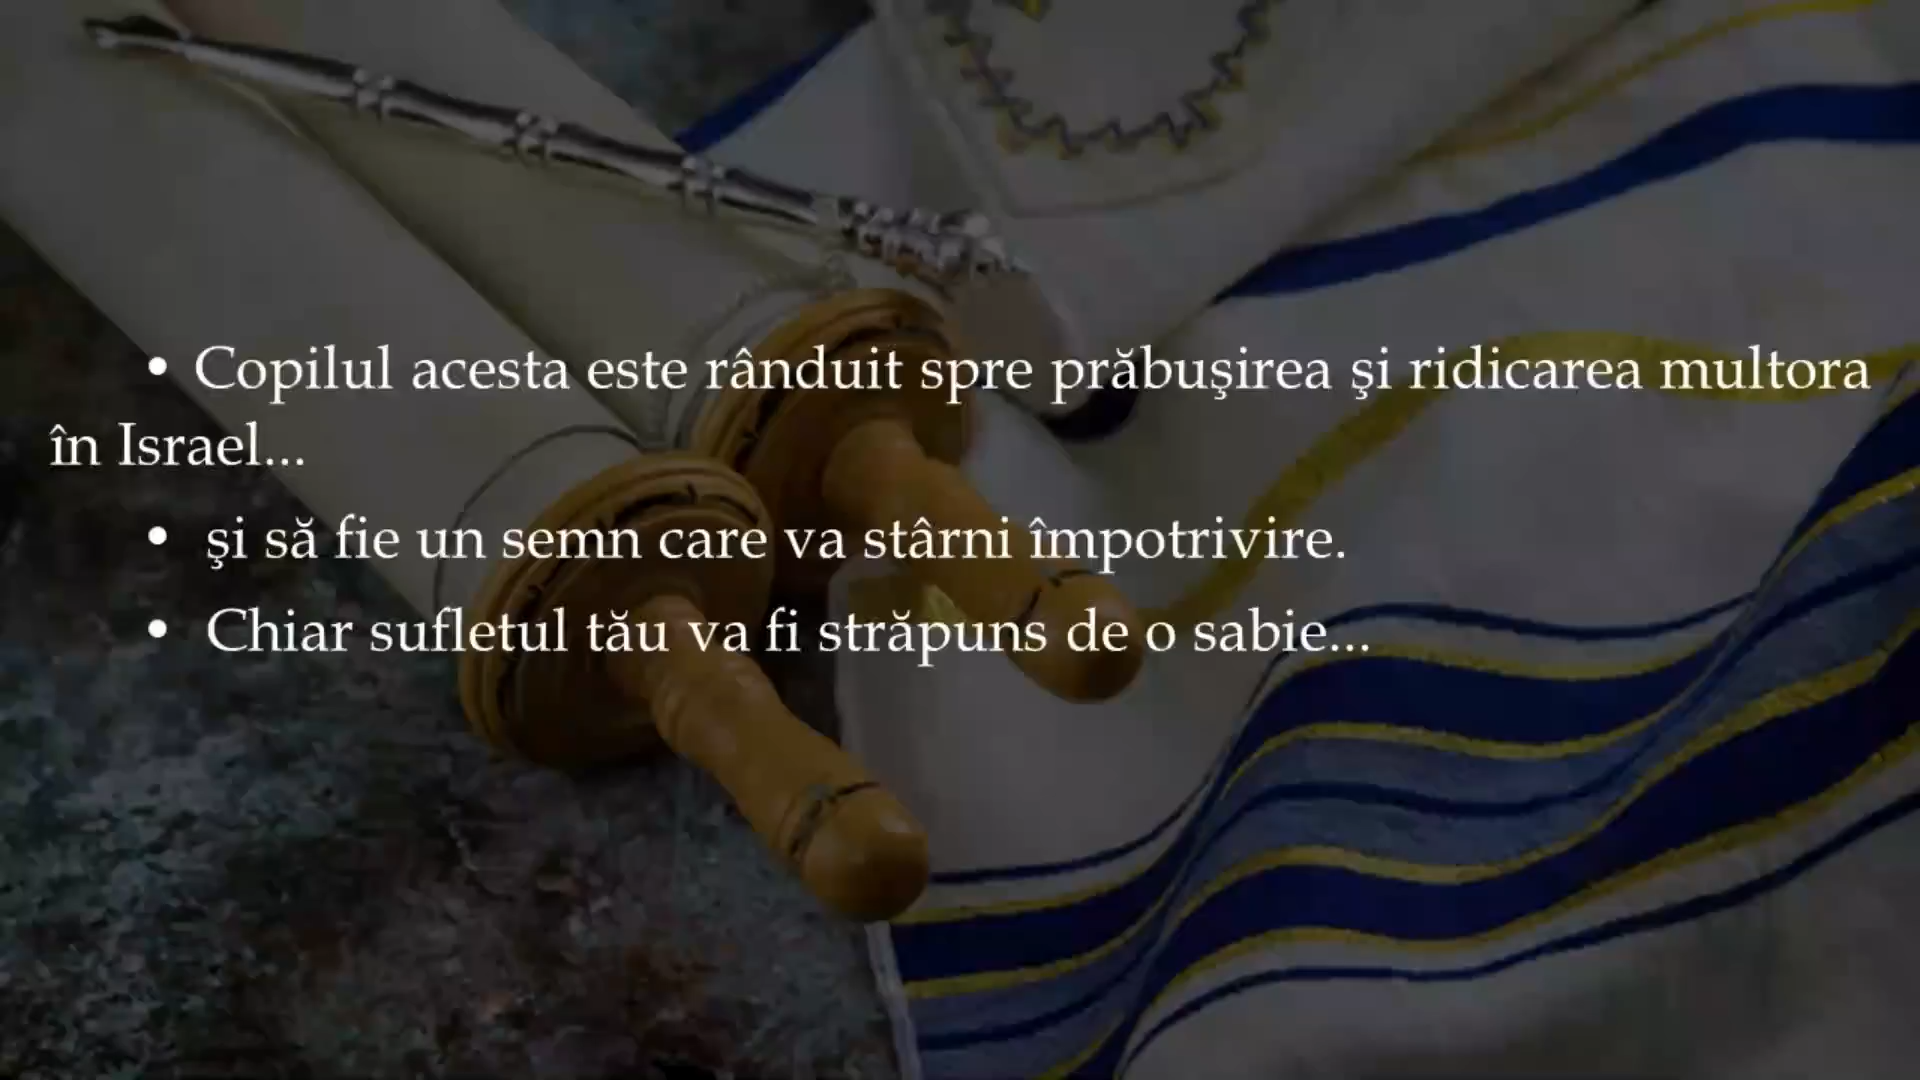 • Copilul acesta este rânduit spre prăbuşirea şi ridicarea multora
în Israel...
• şi să fie un semn care va stârni împotrivire.
• Chiar sufletul tău va fi străpuns de o sabie...